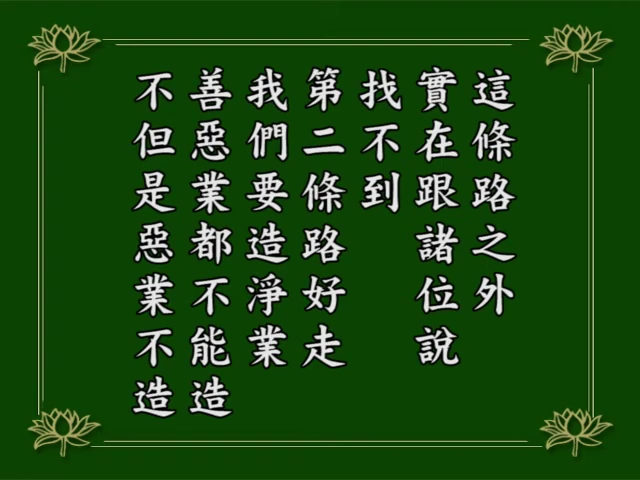 這條路之外
實在跟諸位說
找不到
第二條路好走
我們要造淨業
善惡業都不能造
不但是惡業不造